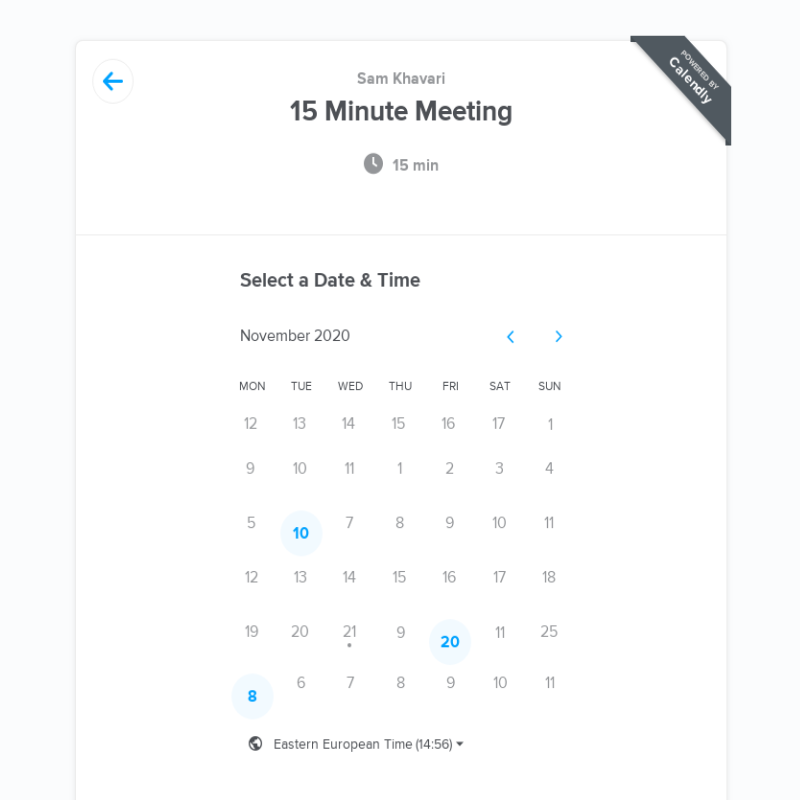 POWERED BY
Calendly
Sam Khavari
15 Minute Meeting
15 min
Select a Date & Time
November 2020
MON TUE WED THU FRI SAT SUN
12 13 14 15 16 17 1
9 10 11 1 2 3 4
5 10 7 8 9 10 11
12 13 14 15 16 17 18
19 20 21 9 20 11 25
8 6 7 8 9 10 11
Eastern European Time (14:56)